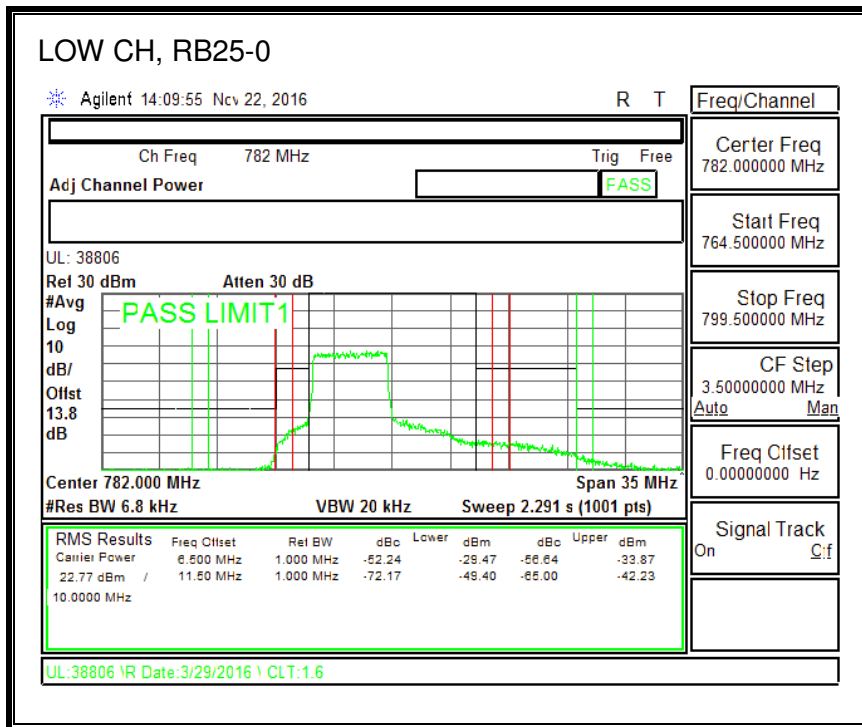 LOW CH, RB25-0
Agilent 14:09:55 Nov 22, 2016 R T
Freq/Channel
Ch Freq 782 MHz Trig Free
Adj Channel Power PASS
UL: 38806
Ref 30 dBm Atten 30 dB
#Avg
Log
10
dB/
Offst
13.8
dB
PASS LIMIT1
Center 782.000 MHz Span 35 MHz
#Res BW 6.8 kHz VBW 20 kHz Sweep 2.291 s (1001 pts)
RMS Results Freq Offset Ref BW dBc Lower dBm dBc Upper dBm
Carrier Power 6.500 MHz 1.000 MHz -52.24 -29.47 -56.64 -33.87
22.77 dBm / 11.50 MHz 1.000 MHz -72.17 -49.40 -65.00 -42.23
10.0000 MHz
UL:38806 \R Date:3/29/2016 \ CLT:1.6
Center Freq
782.000000 MHz
Start Freq
764.500000 MHz
Stop Freq
799.500000 MHz
CF Step
3.50000000 MHz
Auto Man
Freq Offset
0.00000000 Hz
Signal Track
On Off